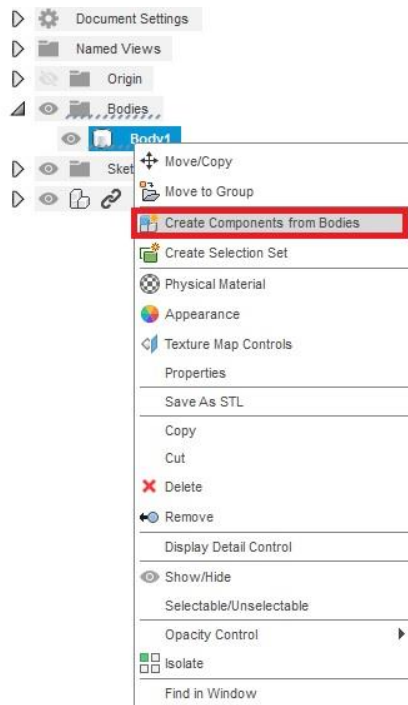 Document Settings
Named Views
Origin
Bodies
Body1
Sket
Move/Copy
Move to Group
Create Components from Bodies
Create Selection Set
Physical Material
Appearance
Texture Map Controls
Properties
Save As STL
Copy
Cut
Delete
Remove
Display Detail Control
Show/Hide
Selectable/Unselectable
Opacity Control
Isolate
Find in Window